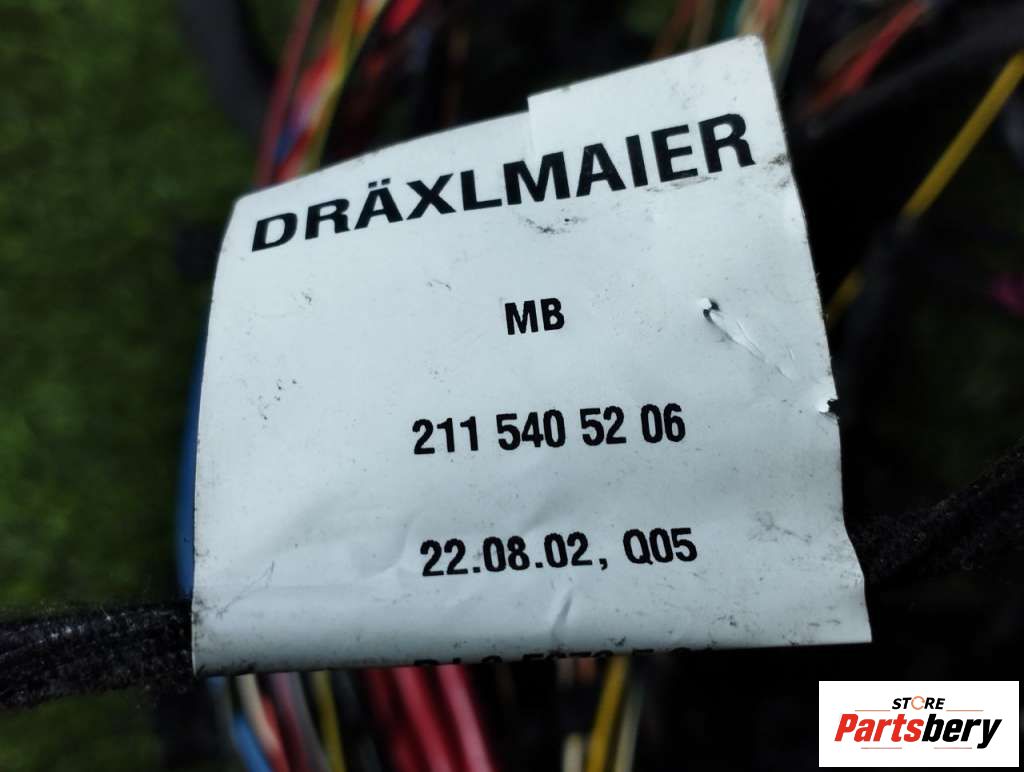 DRÄXLMAIER
MB
211 540 52 06
22.08.02, Q05
STORE
Partsbery